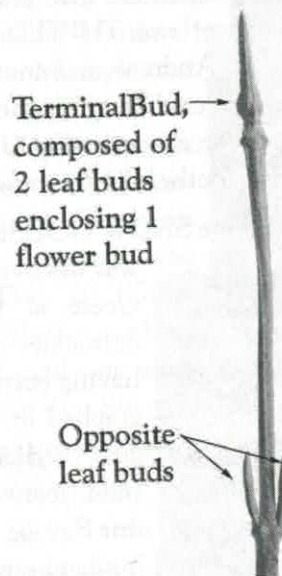 TerminalBud,
composed of
2 leaf buds
enclosing 1
flower bud
Opposite
leaf buds